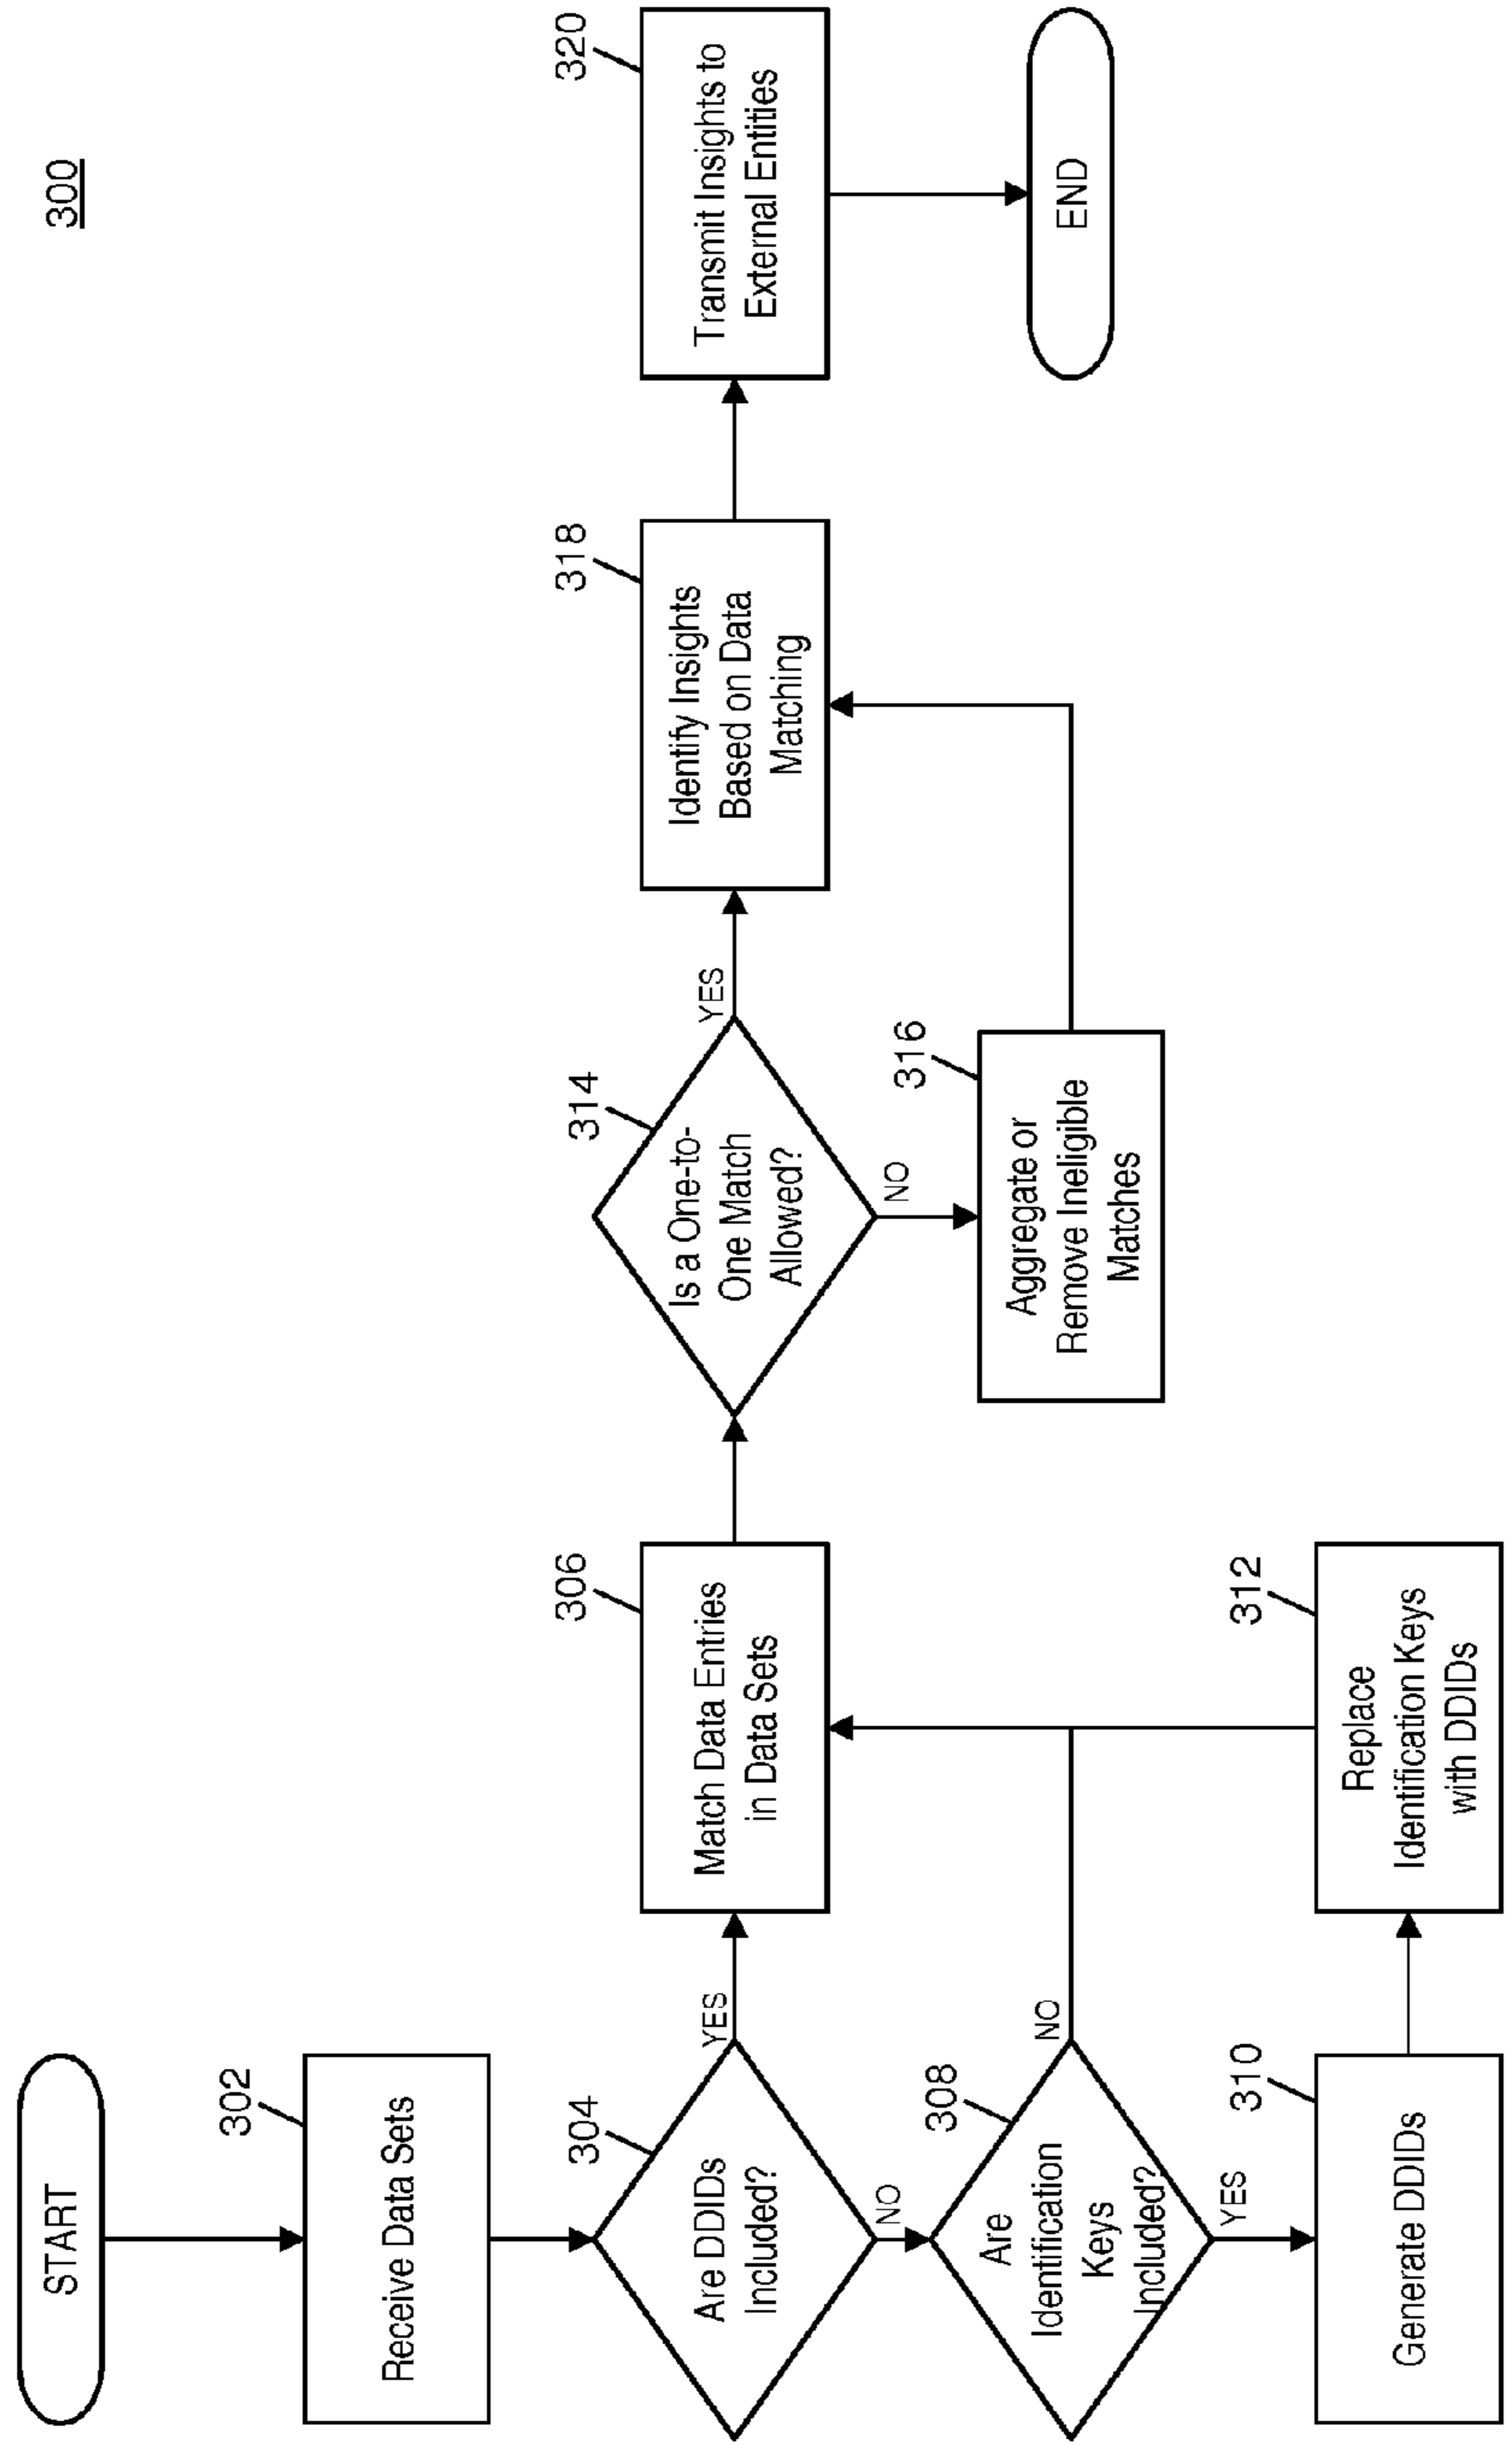 300
START
302
Receive Data Sets
304
Are DDIDs
Included?
YES
NO
306
Match Data Entries
in Data Sets
308
Are
Identification
Keys
Included?
NO
YES
310
Generate DDIDs
312
Replace
Identification Keys
with DDIDs
314
Is a One-to-
One Match
Allowed?
YES
NO
316
Aggregate or
Remove Ineligible
Matches
318
Identify Insights
Based on Data
Matching
320
Transmit Insights to
External Entities
END